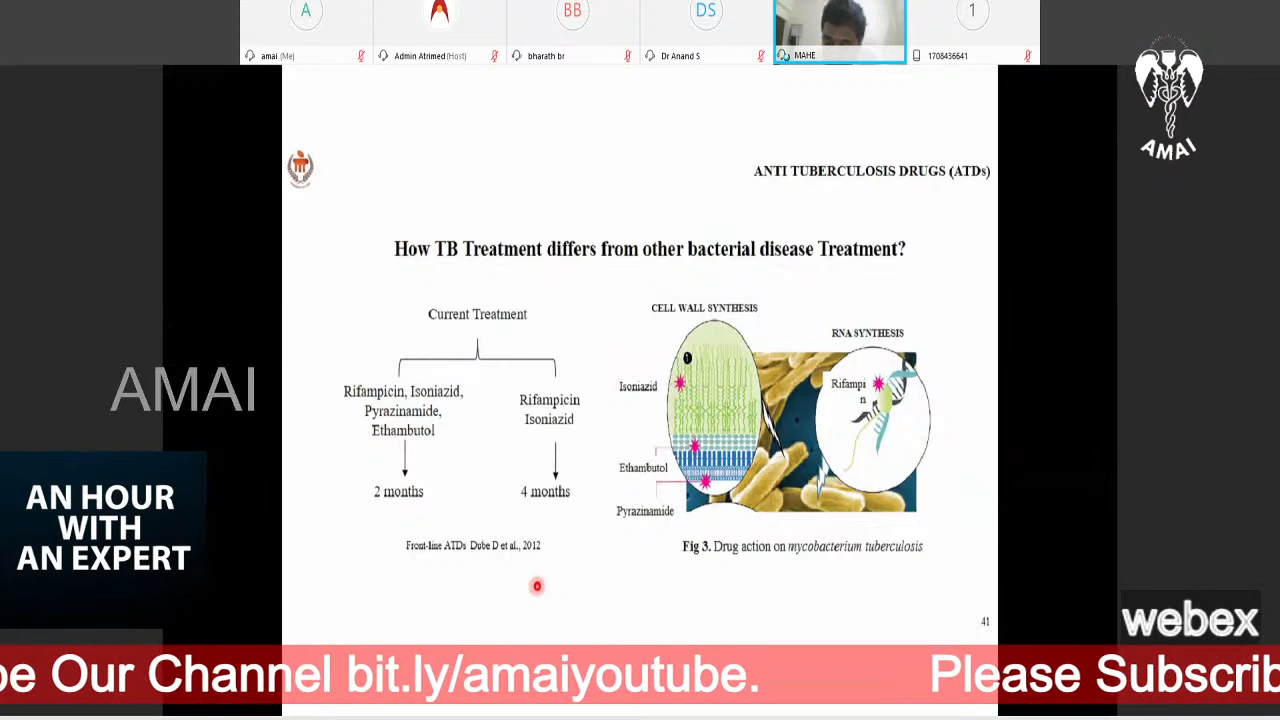 A
BB
DS
1
amai (Me)
Admin Atrimed (Host)
bharath br
Dr Anand S
MAHE
1708436641
AMAI
ANTI TUBERCULOSIS DRUGS (ATDs)
How TB Treatment differs from other bacterial disease Treatment?
Current Treatment
Rifampicin, Isoniazid,
Pyrazinamide,
Ethambutol
Rifampicin
Isoniazid
2 months
4 months
Front-line ATDs Dube D et al., 2012
CELL WALL SYNTHESIS
RNA SYNTHESIS
1
Isoniazid
Rifampi
n
Ethambutol
Pyrazinamide
Fig 3. Drug action on mycobacterium tuberculosis
41
AMAI
AN HOUR
WITH
AN EXPERT
webex
be Our Channel bit.ly/amaiyoutube. Please Subscrib